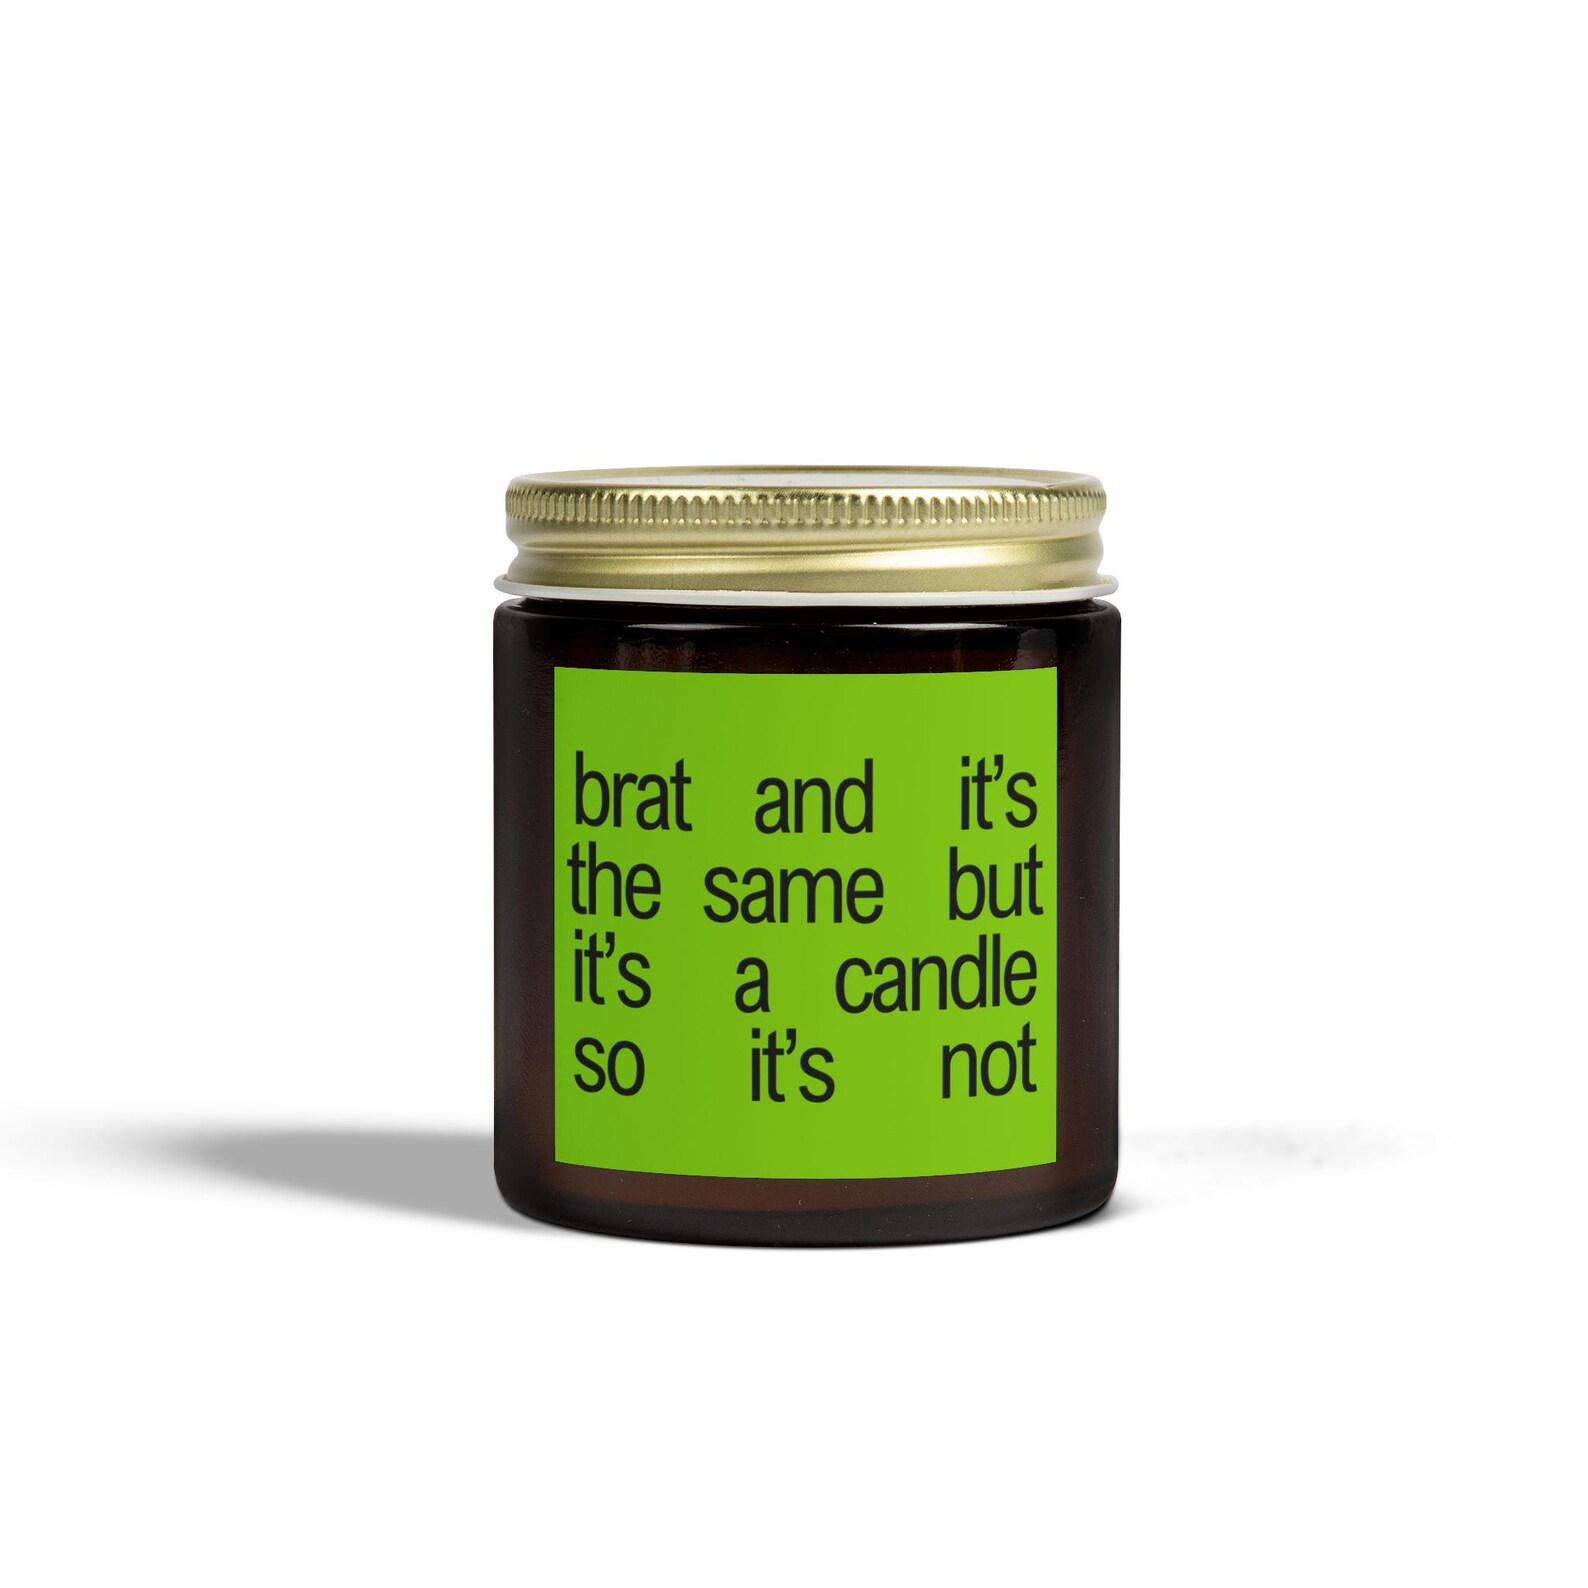 brat and it’s
the same but
it’s a candle
so it’s not